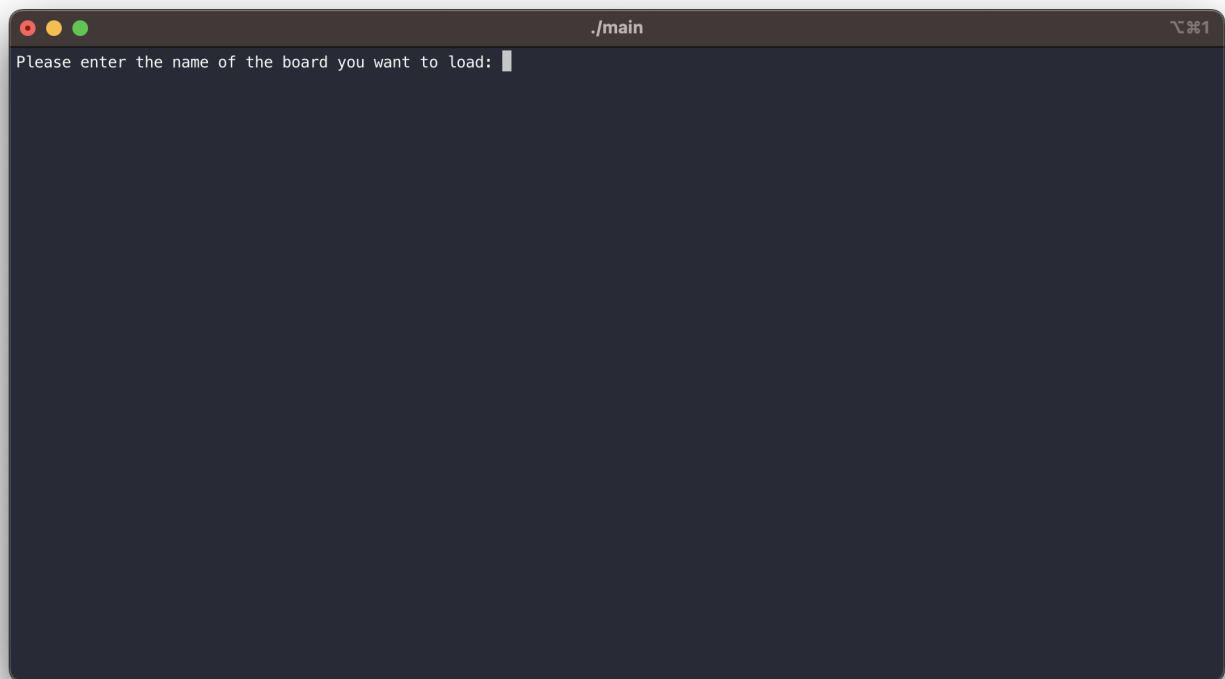 ./main
⌥⌘1
Please enter the name of the board you want to load: